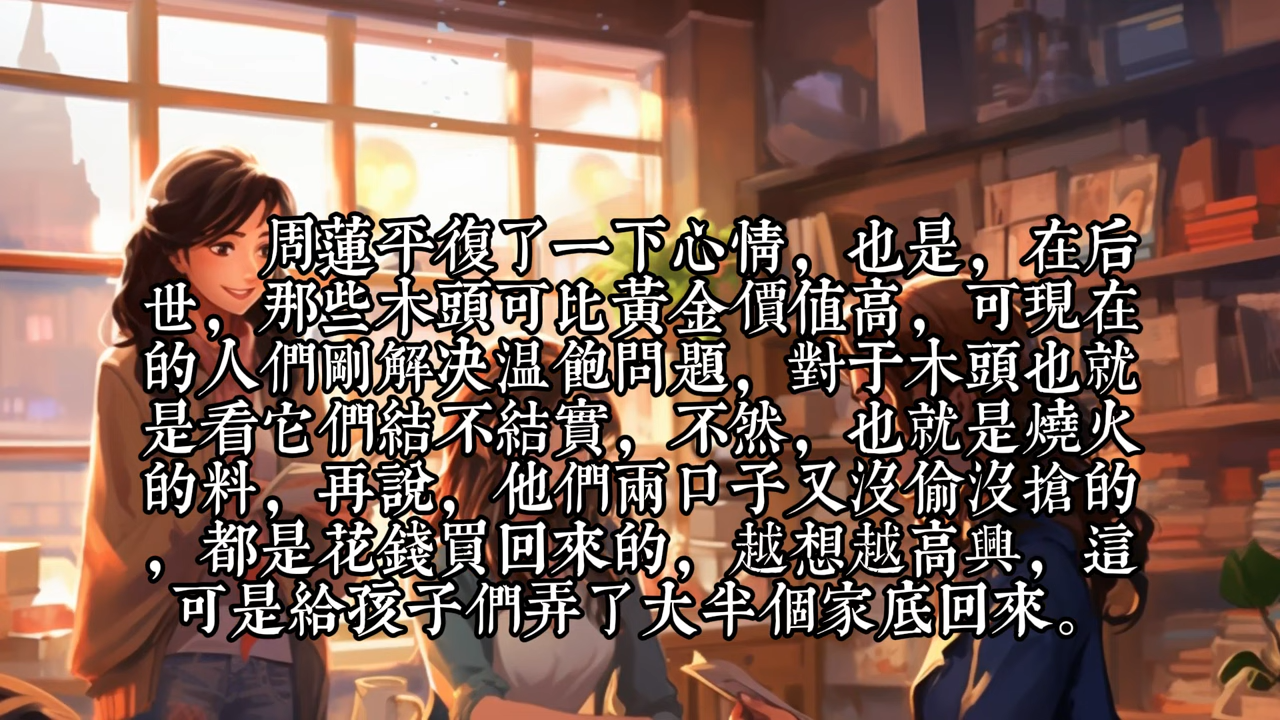 周蓮平復了一下心情，也是，在后
世，那些木頭可比黃金價值高，可現在
的人們剛解决温飽問題，對于木頭也就
是看它們結不結實，不然，也就是燒火
的料，再說，他們兩口子又沒偷沒搶的
，都是花錢買回來的，越想越高興，這
可是給孩子們弄了大半個家底回來。